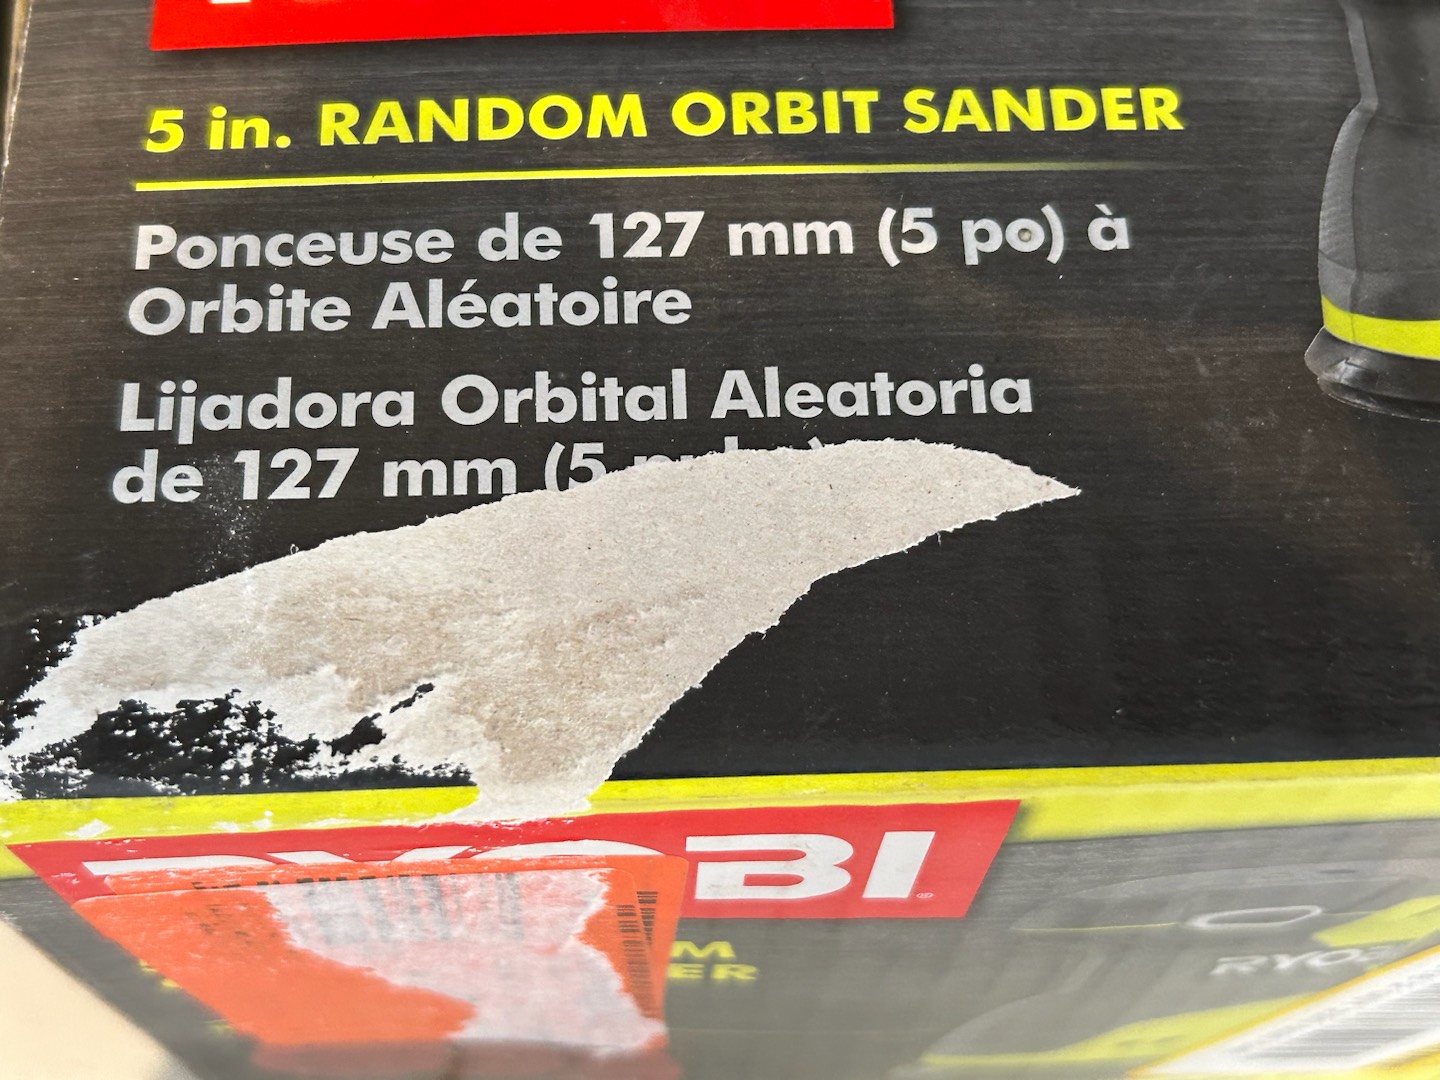 5 in. RANDOM ORBIT SANDER
Ponceuse de 127 mm (5 po) à
Orbite Aléatoire
Lijadora Orbital Aleatoria
de 127 mm (5
RYOBI